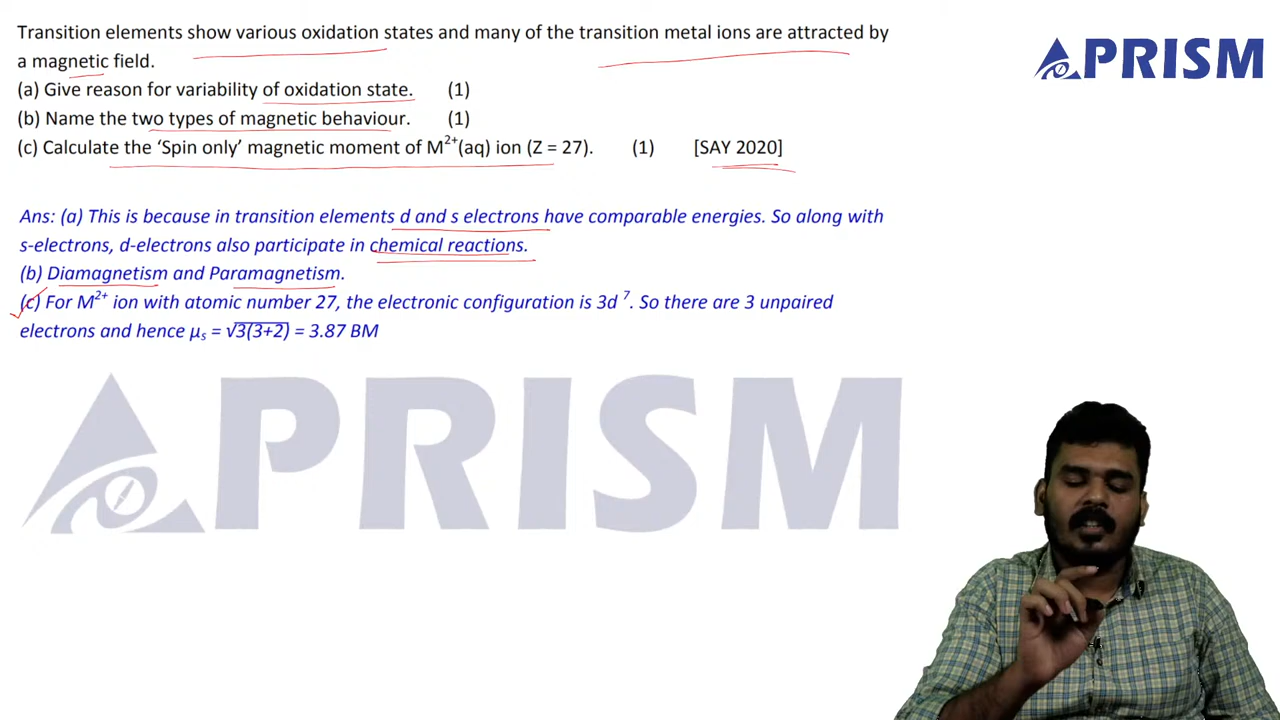 Transition elements show various oxidation states and many of the transition metal ions are attracted by
a magnetic field.
(a) Give reason for variability of oxidation state. (1)
(b) Name the two types of magnetic behaviour. (1)
(c) Calculate the ‘Spin only’ magnetic moment of M²⁺(aq) ion (Z = 27). (1) [SAY 2020]
PRISM
Ans: (a) This is because in transition elements d and s electrons have comparable energies. So along with
s-electrons, d-electrons also participate in chemical reactions.
(b) Diamagnetism and Paramagnetism.
(c) For M²⁺ ion with atomic number 27, the electronic configuration is 3d ⁷. So there are 3 unpaired
electrons and hence μₛ = √3(3+2) = 3.87 BM
PRISM